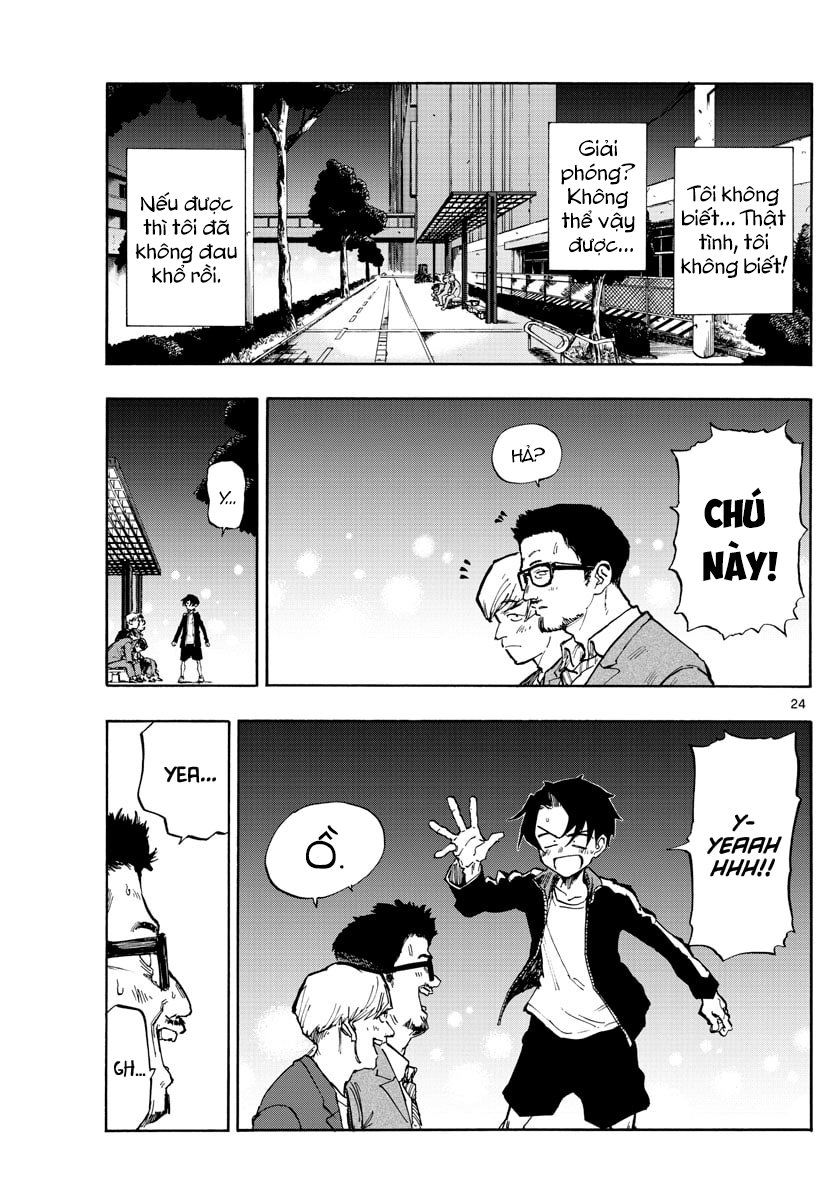 Tôi không
biết... Thật
tình, tôi
không biết!
Giải
phóng?
Không
thể vậy
được...
Nếu được
thì tôi đã
không đau
khổ rồi.
CHÚ
NÀY!
HẢ?
Y...
24
Y-
YEAAH
HHH!!
Ồ.
YEA...
GH...